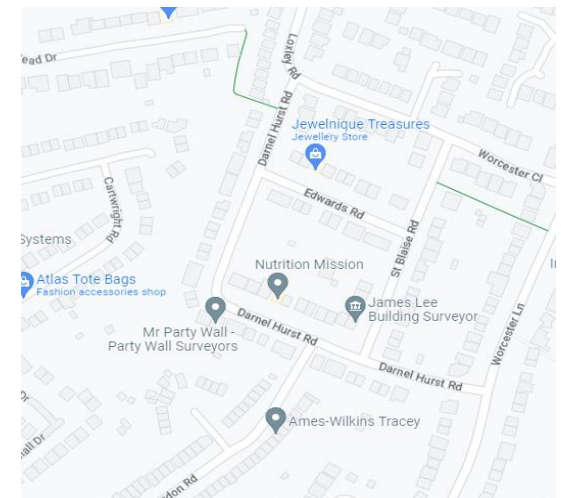 ead Dr
Loxley Rd
Darnel Hurst Rd
Jewelnique Treasures
Jewellery Store
Worcester Cl
Cartwright Rd
Edwards Rd
St Blaise Rd
Systems
Nutrition Mission
Atlas Tote Bags
Fashion accessories shop
James Lee
Building Surveyor
Mr Party Wall -
Party Wall Surveyors
Darnel Hurst Rd
Worcester Ln
Darnel Hurst Rd
Ames-Wilkins Tracey
all Dr
don Rd